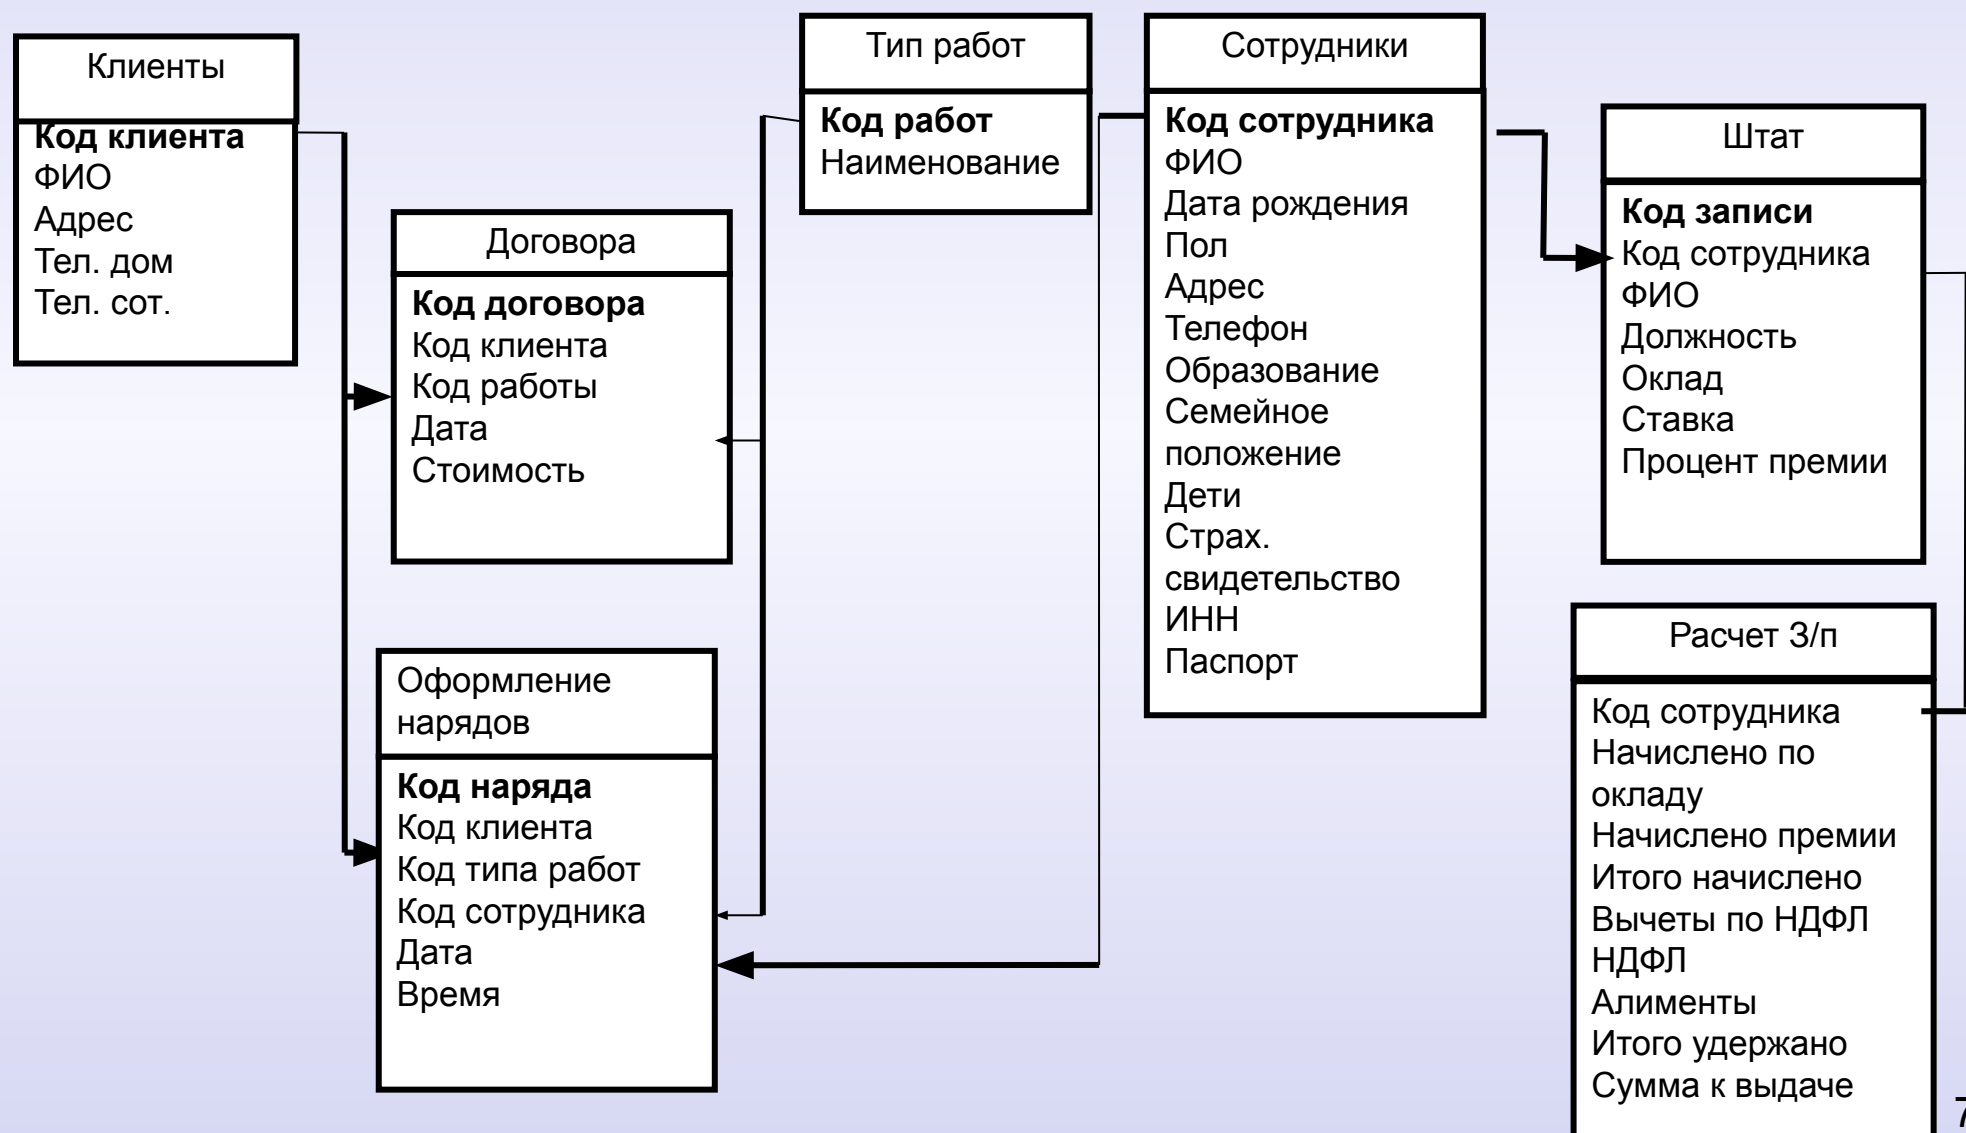 Клиенты
Код клиента
ФИО
Адрес
Тел. дом
Тел. сот.
Договора
Код договора
Код клиента
Код работы
Дата
Стоимость
Оформление
нарядов
Код наряда
Код клиента
Код типа работ
Код сотрудника
Дата
Время
Тип работ
Код работ
Наименование
Сотрудники
Код сотрудника
ФИО
Дата рождения
Пол
Адрес
Телефон
Образование
Семейное
положение
Дети
Страх.
свидетельство
ИНН
Паспорт
Штат
Код записи
Код сотрудника
ФИО
Должность
Оклад
Ставка
Процент премии
Расчет З/п
Код сотрудника
Начислено по
окладу
Начислено премии
Итого начислено
Вычеты по НДФЛ
НДФЛ
Алименты
Итого удержано
Сумма к выдаче
7